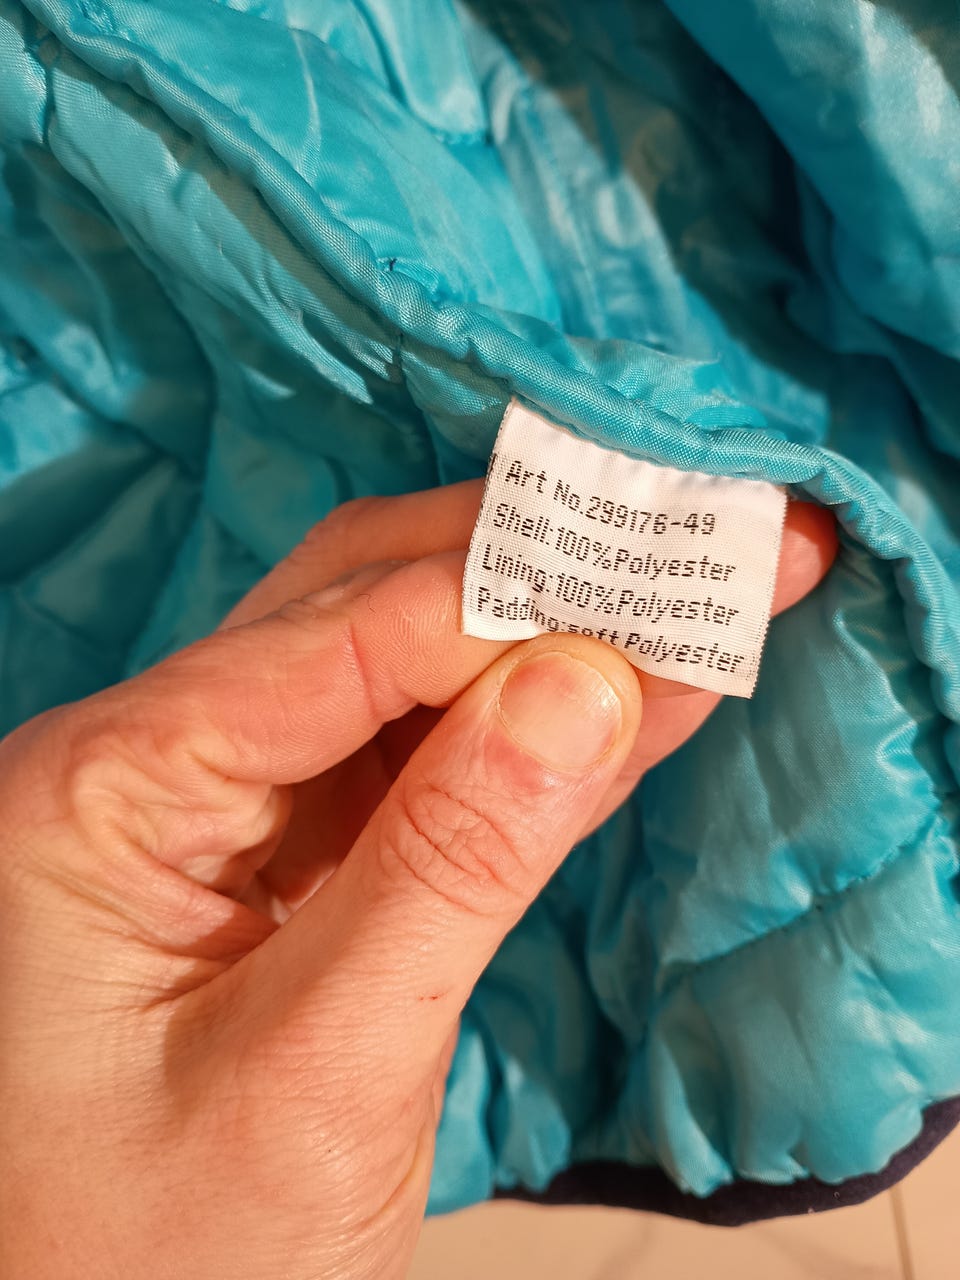 Art No.299176-49
Shell:100%Polyester
Lining:100%Polyester
Padding:soft Polyester